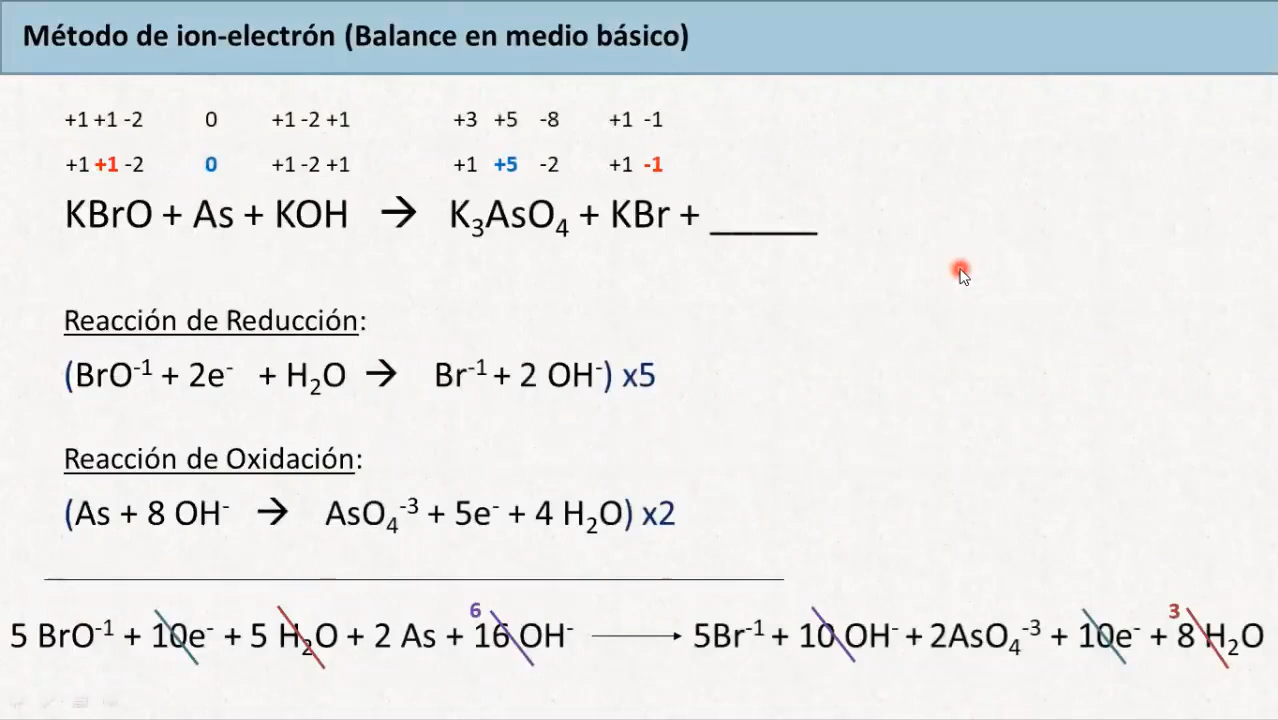 Método de ion-electrón (Balance en medio básico)
+1 +1 -2 0 +1 -2 +1 +3 +5 -8 +1 -1
+1 +1 -2 0 +1 -2 +1 +1 +5 -2 +1 -1
KBrO + As + KOH → K₃AsO₄ + KBr + ______
Reacción de Reducción:
(BrO⁻¹ + 2e⁻ + H₂O → Br⁻¹ + 2 OH⁻) x5
Reacción de Oxidación:
(As + 8 OH⁻ → AsO₄⁻³ + 5e⁻ + 4 H₂O) x2
6 3
5 BrO⁻¹ + 10e⁻ + 5 H₂O + 2 As + 16 OH⁻ → 5Br⁻¹ + 10 OH⁻ + 2AsO₄⁻³ + 10e⁻ + 8 H₂O